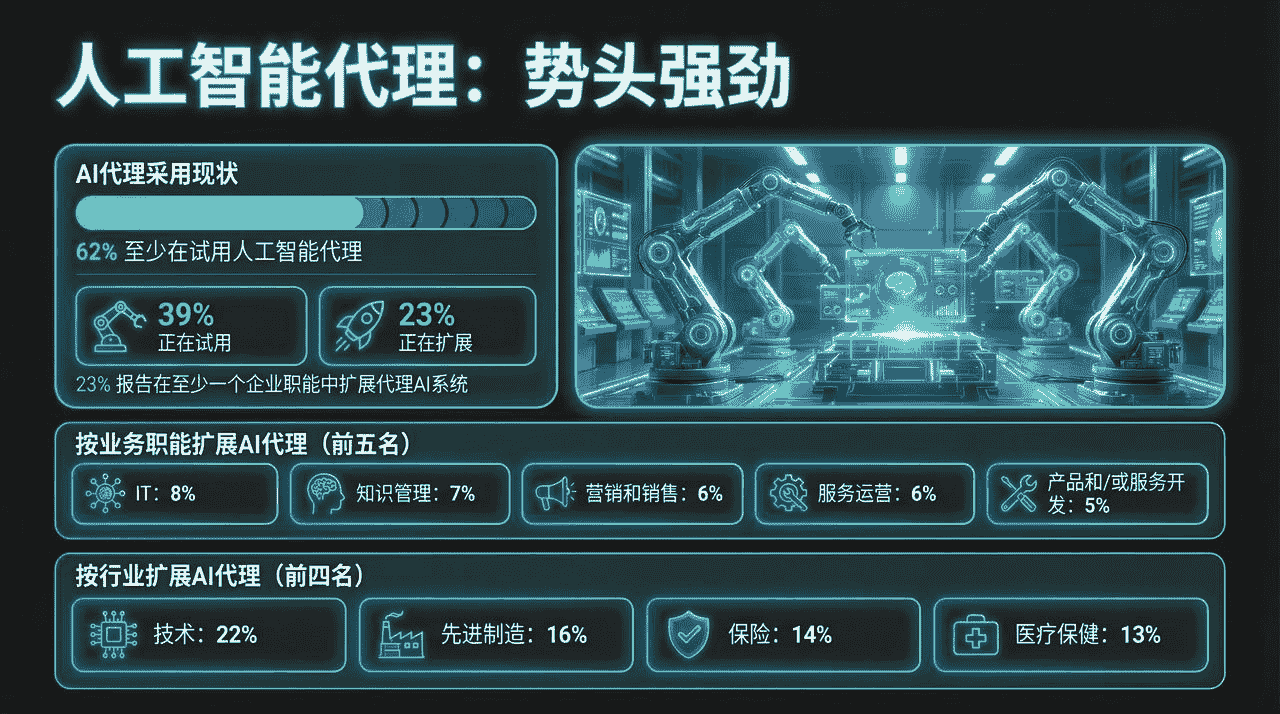 人工智能代理：势头强劲
AI代理采用现状
62% 至少在试用人工智能代理
39%
正在试用
23%
正在扩展
23% 报告在至少一个企业职能中扩展代理AI系统
按业务职能扩展AI代理（前五名）
IT：8%
知识管理：7%
营销和销售：6%
服务运营：6%
产品和/或服务开
发：5%
按行业扩展AI代理（前四名）
技术：22%
先进制造：16%
保险：14%
医疗保健：13%